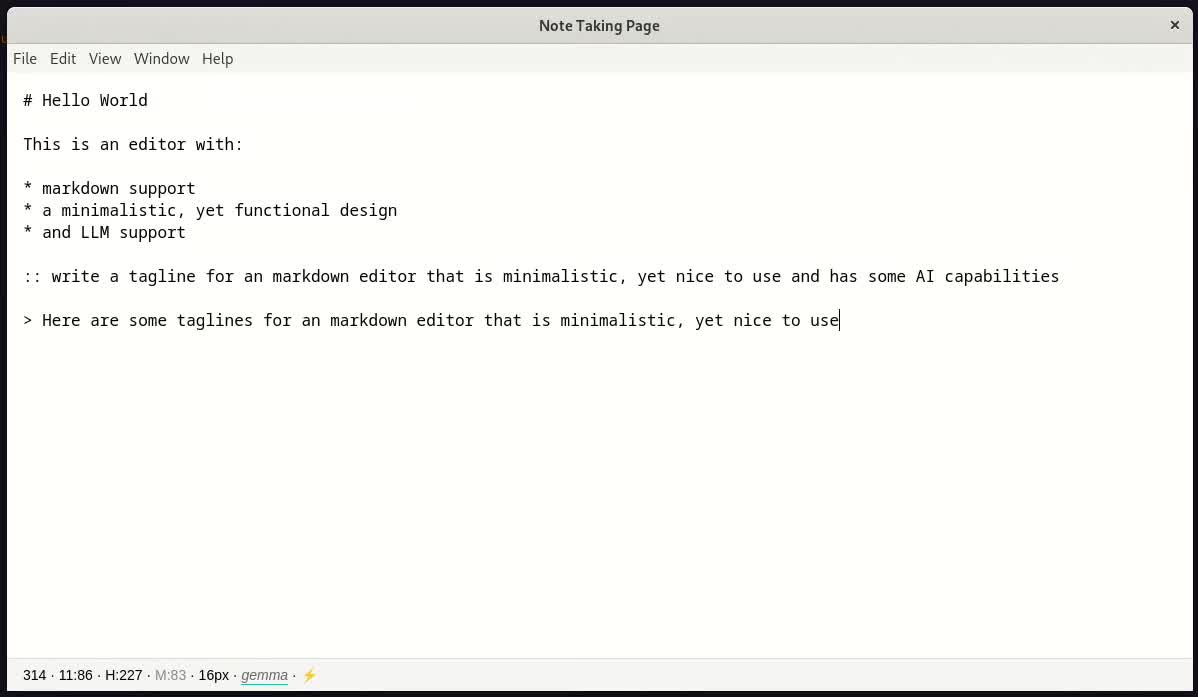 Note Taking Page ×
File Edit View Window Help
# Hello World
This is an editor with:
* markdown support
* a minimalistic, yet functional design
* and LLM support
:: write a tagline for an markdown editor that is minimalistic, yet nice to use and has some AI capabilities
> Here are some taglines for an markdown editor that is minimalistic, yet nice to use
314 · 11:86 · H:227 · M:83 · 16px · gemma · ⚡